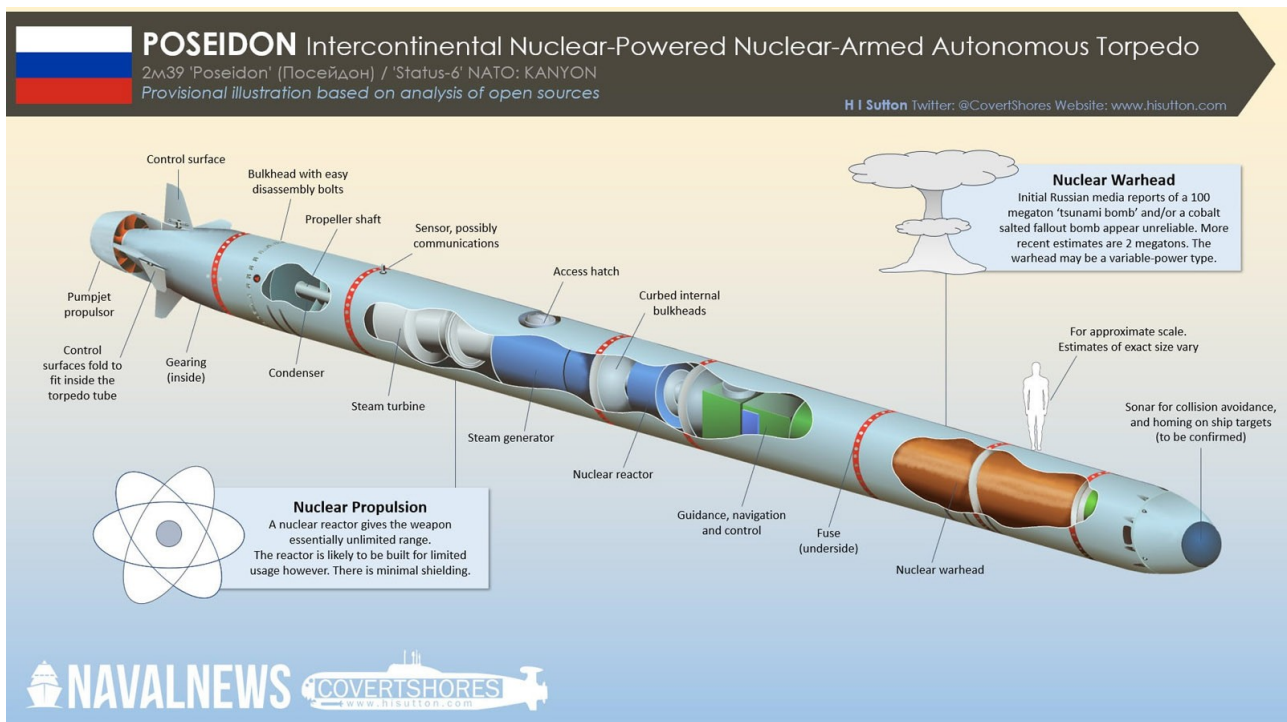 POSEIDON Intercontinental Nuclear-Powered Nuclear-Armed Autonomous Torpedo
2м39 'Poseidon' (Посейдон) / 'Status-6' NATO: KANYON
Provisional illustration based on analysis of open sources
H I Sutton Twitter: @CovertShores Website: www.hisutton.com
Control surface
Bulkhead with easy
disassembly bolts
Propeller shaft
Sensor, possibly
communications
Access hatch
Curbed internal
bulkheads
Nuclear Warhead
Initial Russian media reports of a 100
megaton 'tsunami bomb' and/or a cobalt
salted fallout bomb appear unreliable. More
recent estimates are 2 megatons. The
warhead may be a variable-power type.
For approximate scale.
Estimates of exact size vary
Sonar for collision avoidance,
and homing on ship targets
(to be confirmed)
Pumpjet
propulsor
Control
surfaces fold to
fit inside the
torpedo tube
Gearing
(inside)
Condenser
Steam turbine
Steam generator
Nuclear reactor
Guidance, navigation
and control
Fuse
(underside)
Nuclear warhead
Nuclear Propulsion
A nuclear reactor gives the weapon
essentially unlimited range.
The reactor is likely to be built for limited
usage however. There is minimal shielding.
NAVALNEWS
COVERTSHORES
www.hisutton.com